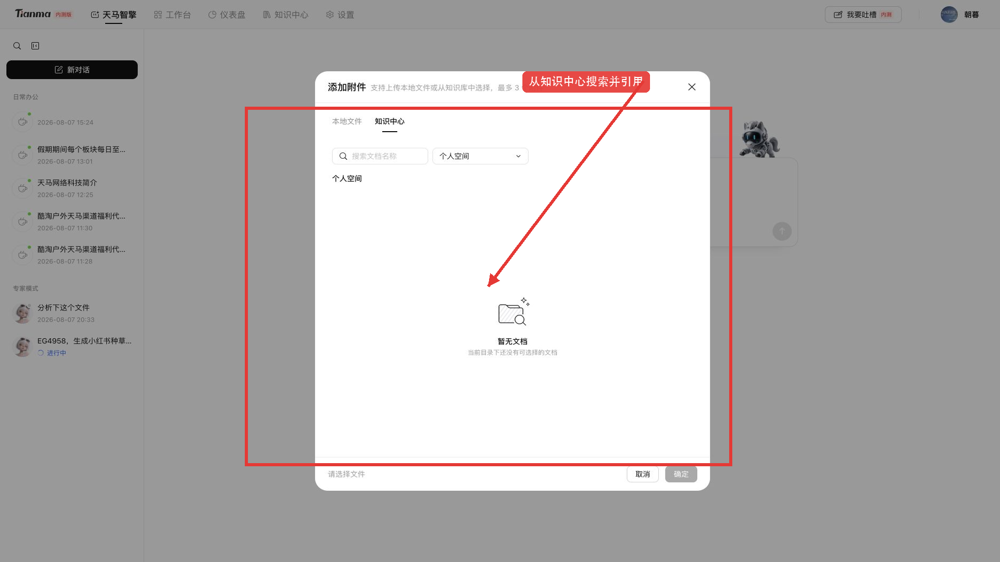 Tianma 内测版
天马智擎
工作台
仪表盘
知识中心
设置
我要吐槽 内测
朝暮
新对话
日常办公
2026-08-07 15:24
假期期间每个板块每日至...
2026-08-07 13:01
天马网络科技简介
2026-08-07 12:25
酷淘户外天马渠道福利代...
2026-08-07 11:30
酷淘户外天马渠道福利代...
2026-08-07 11:28
专家模式
分析下这个文件
2026-08-07 20:33
EG4958，生成小红书种草...
进行中
添加附件 支持上传本地文件或从知识库中选择，最多 3
从知识中心搜索并引用
本地文件
知识中心
搜索文档名称
个人空间
个人空间
暂无文档
当前目录下还没有可选择的文档
请选择文件
取消
确定